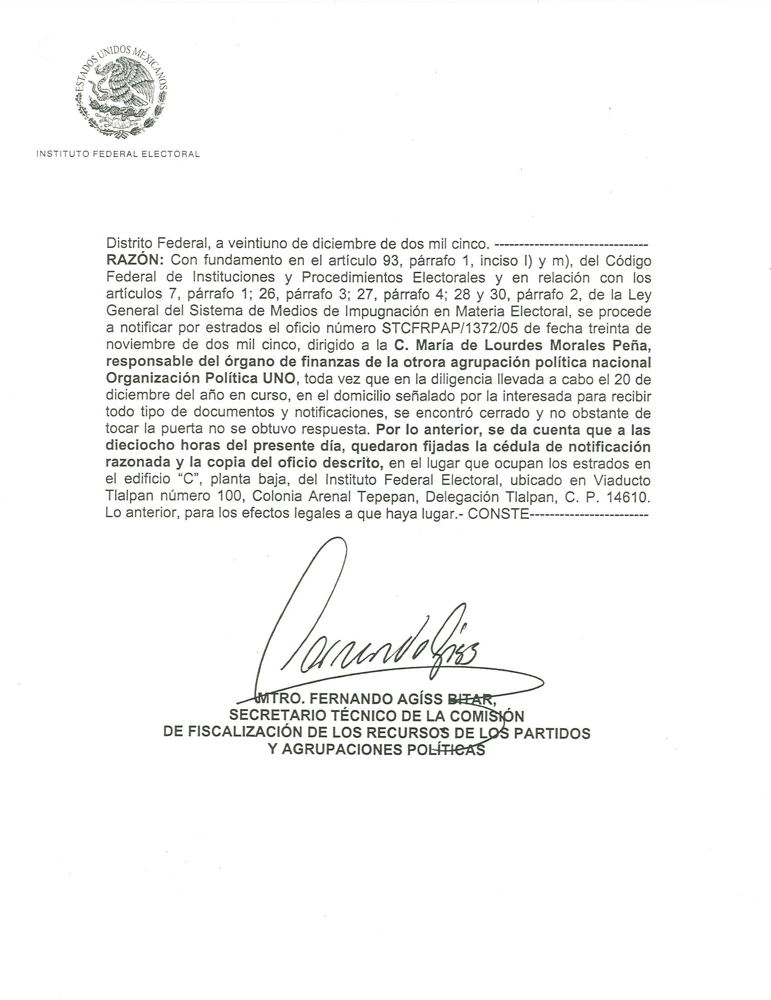 ESTADOS UNIDOS MEXICANOS
INSTITUTO FEDERAL ELECTORAL
Distrito Federal, a veintiuno de diciembre de dos mil cinco. -------------------------------
RAZÓN: Con fundamento en el artículo 93, párrafo 1, inciso l) y m), del Código
Federal de Instituciones y Procedimientos Electorales y en relación con los
artículos 7, párrafo 1; 26, párrafo 3; 27, párrafo 4; 28 y 30, párrafo 2, de la Ley
General del Sistema de Medios de Impugnación en Materia Electoral, se procede
a notificar por estrados el oficio número STCFRPAP/1372/05 de fecha treinta de
noviembre de dos mil cinco, dirigido a la C. María de Lourdes Morales Peña,
responsable del órgano de finanzas de la otrora agrupación política nacional
Organización Política UNO, toda vez que en la diligencia llevada a cabo el 20 de
diciembre del año en curso, en el domicilio señalado por la interesada para recibir
todo tipo de documentos y notificaciones, se encontró cerrado y no obstante de
tocar la puerta no se obtuvo respuesta. Por lo anterior, se da cuenta que a las
dieciocho horas del presente día, quedaron fijadas la cédula de notificación
razonada y la copia del oficio descrito, en el lugar que ocupan los estrados en
el edificio “C”, planta baja, del Instituto Federal Electoral, ubicado en Viaducto
Tlalpan número 100, Colonia Arenal Tepepan, Delegación Tlalpan, C. P. 14610.
Lo anterior, para los efectos legales a que haya lugar.- CONSTE------------------------
Fernando Agiss
MTRO. FERNANDO AGÍSS BITAR,
SECRETARIO TÉCNICO DE LA COMISIÓN
DE FISCALIZACIÓN DE LOS RECURSOS DE LOS PARTIDOS
Y AGRUPACIONES POLÍTICAS